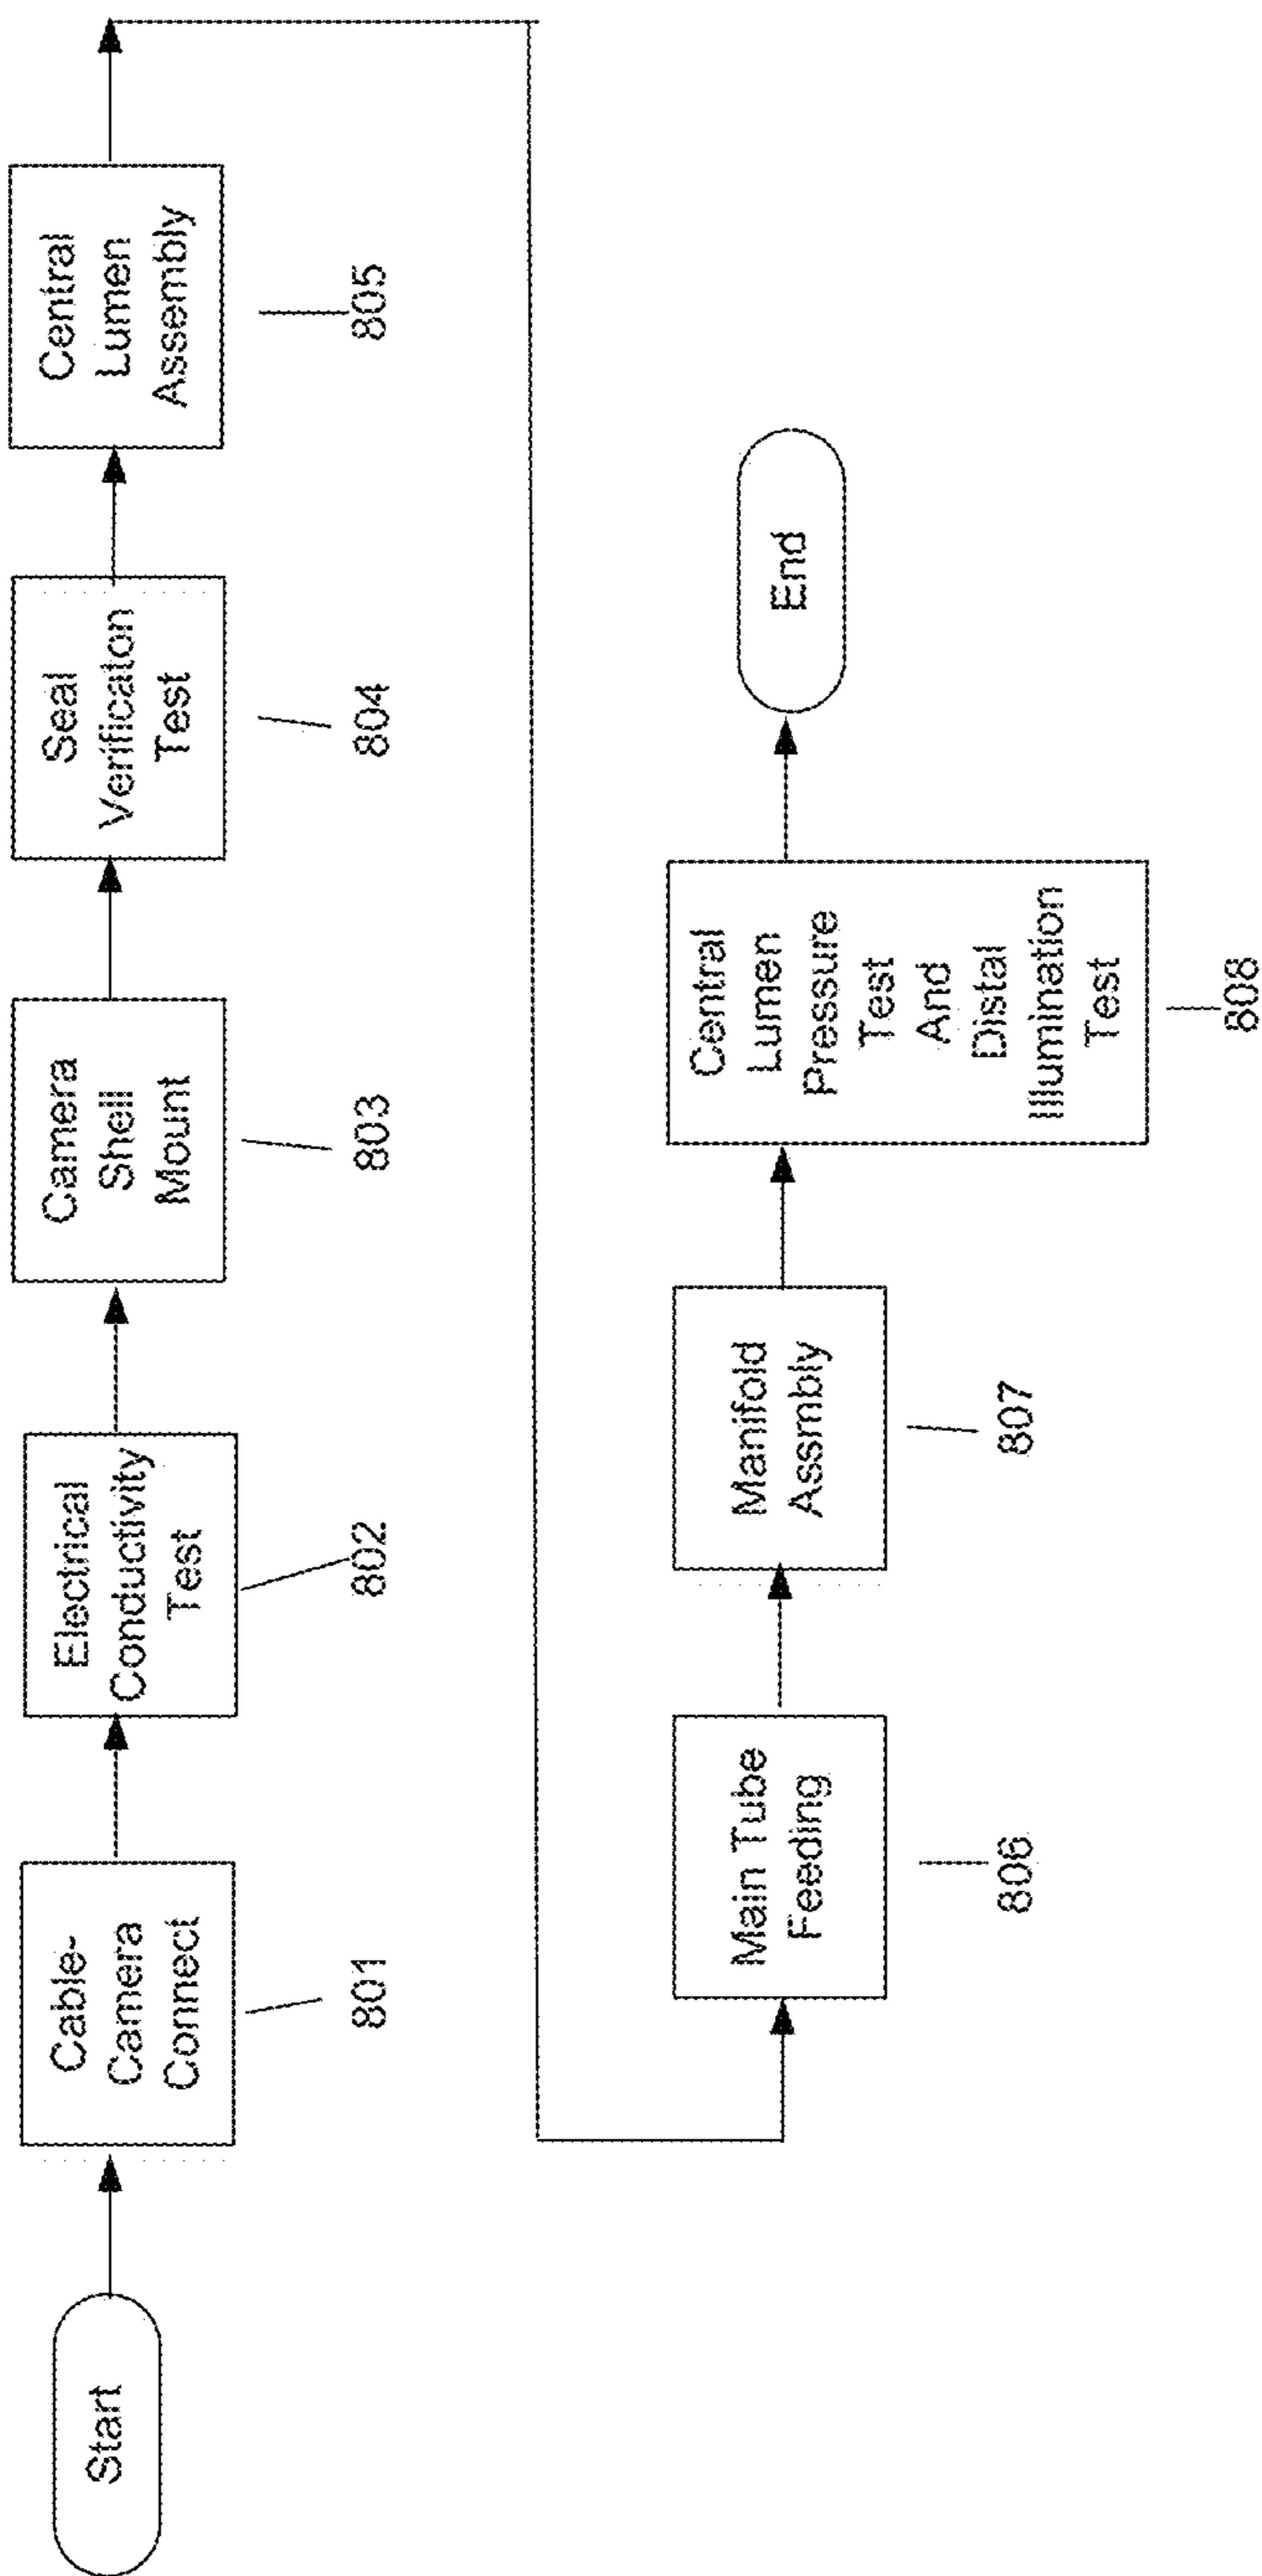 Start
Cable-
Camera
Connect
801
Electrical
Conductivity
Test
802
Camera
Shell
Mount
803
Seal
Verificaton
Test
804
Central
Lumen
Assembly
805
Main Tube
Feeding
806
Manifold
Assmbly
807
Central
Lumen
Pressure
Test
And
Distal
Illumination
Test
808
End